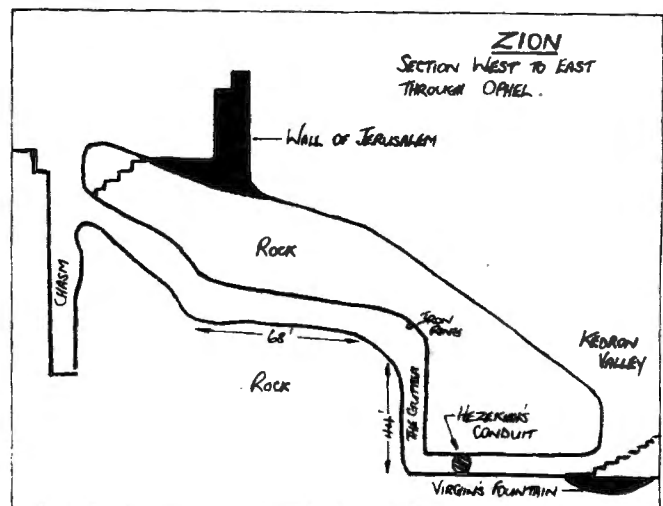 ZION
SECTION WEST TO EAST
THROUGH OPHEL.
WALL OF JERUSALEM
ROCK
CHASM
IRON
RING
KEDRON
VALLEY
68'
ROCK
44'
THE GUTTER
HEZEKIAH'S
CONDUIT
VIRGIN'S FOUNTAIN